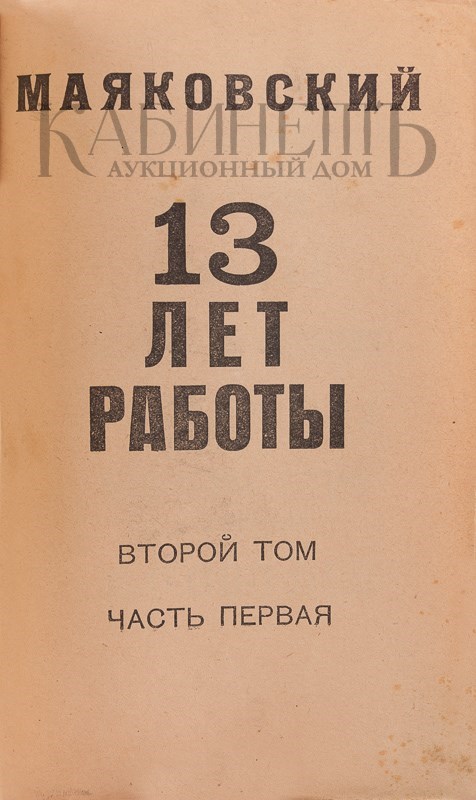 МАЯКОВСКИЙ
КАБИНЕТЪ
АУКЦИОННЫЙ ДОМ
13
ЛЕТ
РАБОТЫ
ВТОРОЙ ТОМ
ЧАСТЬ ПЕРВАЯ